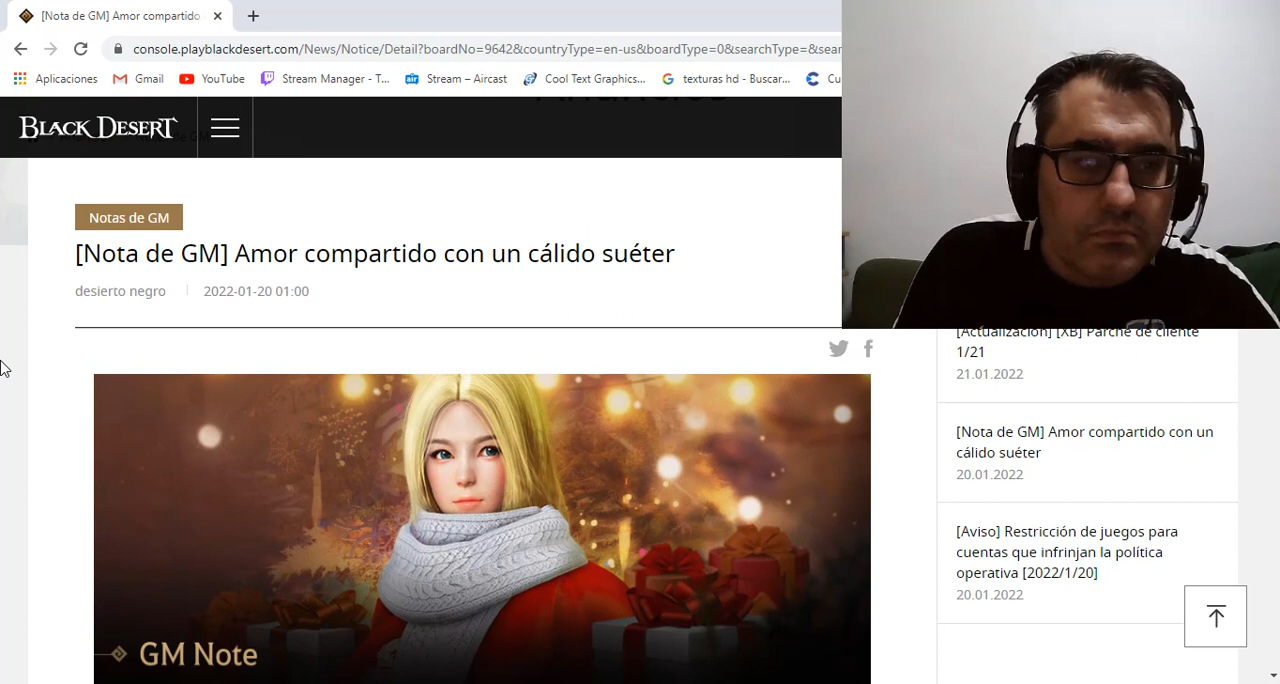 [Nota de GM] Amor compartido
console.playblackdesert.com/News/Notice/Detail?boardNo=9642&countryType=en-us&boardType=0&searchType=&sear
Aplicaciones Gmail YouTube Stream Manager - T... Stream – Aircast Cool Text Graphics... texturas hd - Buscar... Cu
BLACK DESERT
Notas de GM
[Nota de GM] Amor compartido con un cálido suéter
desierto negro 2022-01-20 01:00
GM Note
[Actualización] [XB] Parche de cliente
1/21
21.01.2022
[Nota de GM] Amor compartido con un
cálido suéter
20.01.2022
[Aviso] Restricción de juegos para
cuentas que infrinjan la política
operativa [2022/1/20]
20.01.2022